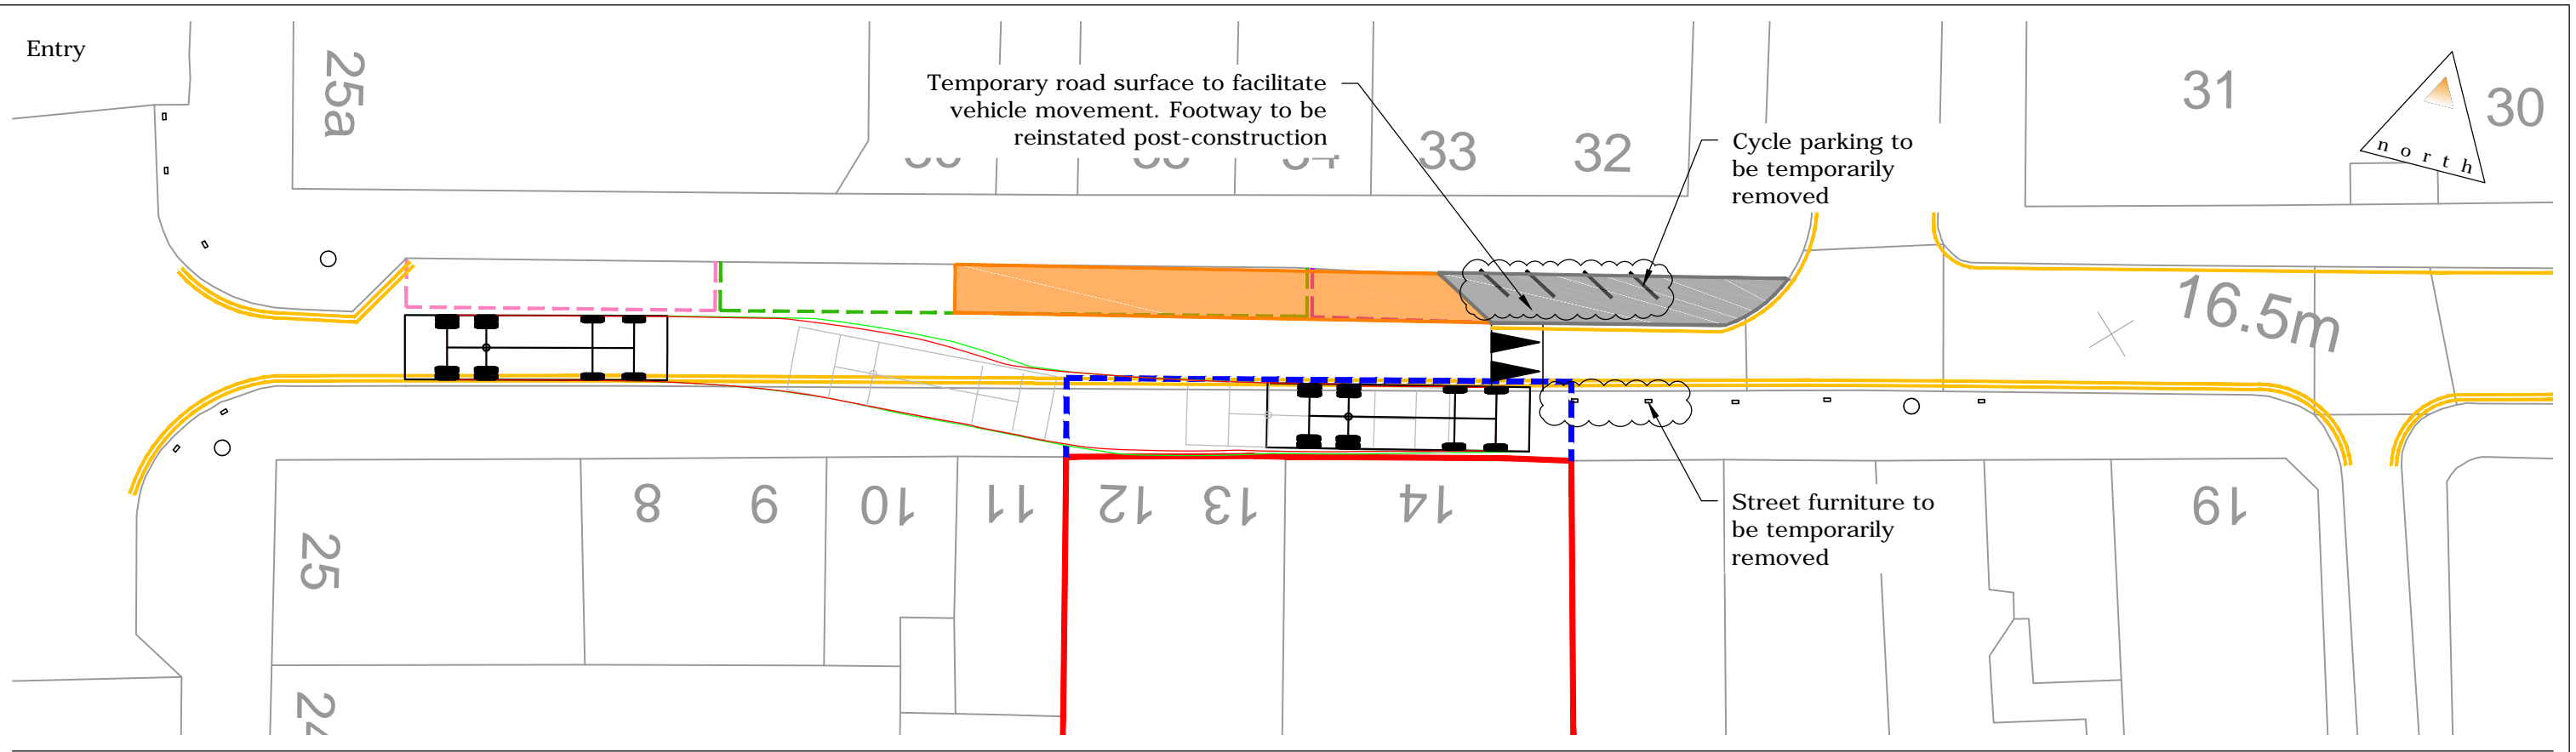 Entry
25a
Temporary road surface to facilitate
vehicle movement. Footway to be
reinstated post-construction
33
32
Cycle parking to
be temporarily
removed
31
30
north
16.5m
8
9
10
11
12
13
14
19
25
Street furniture to
be temporarily
removed